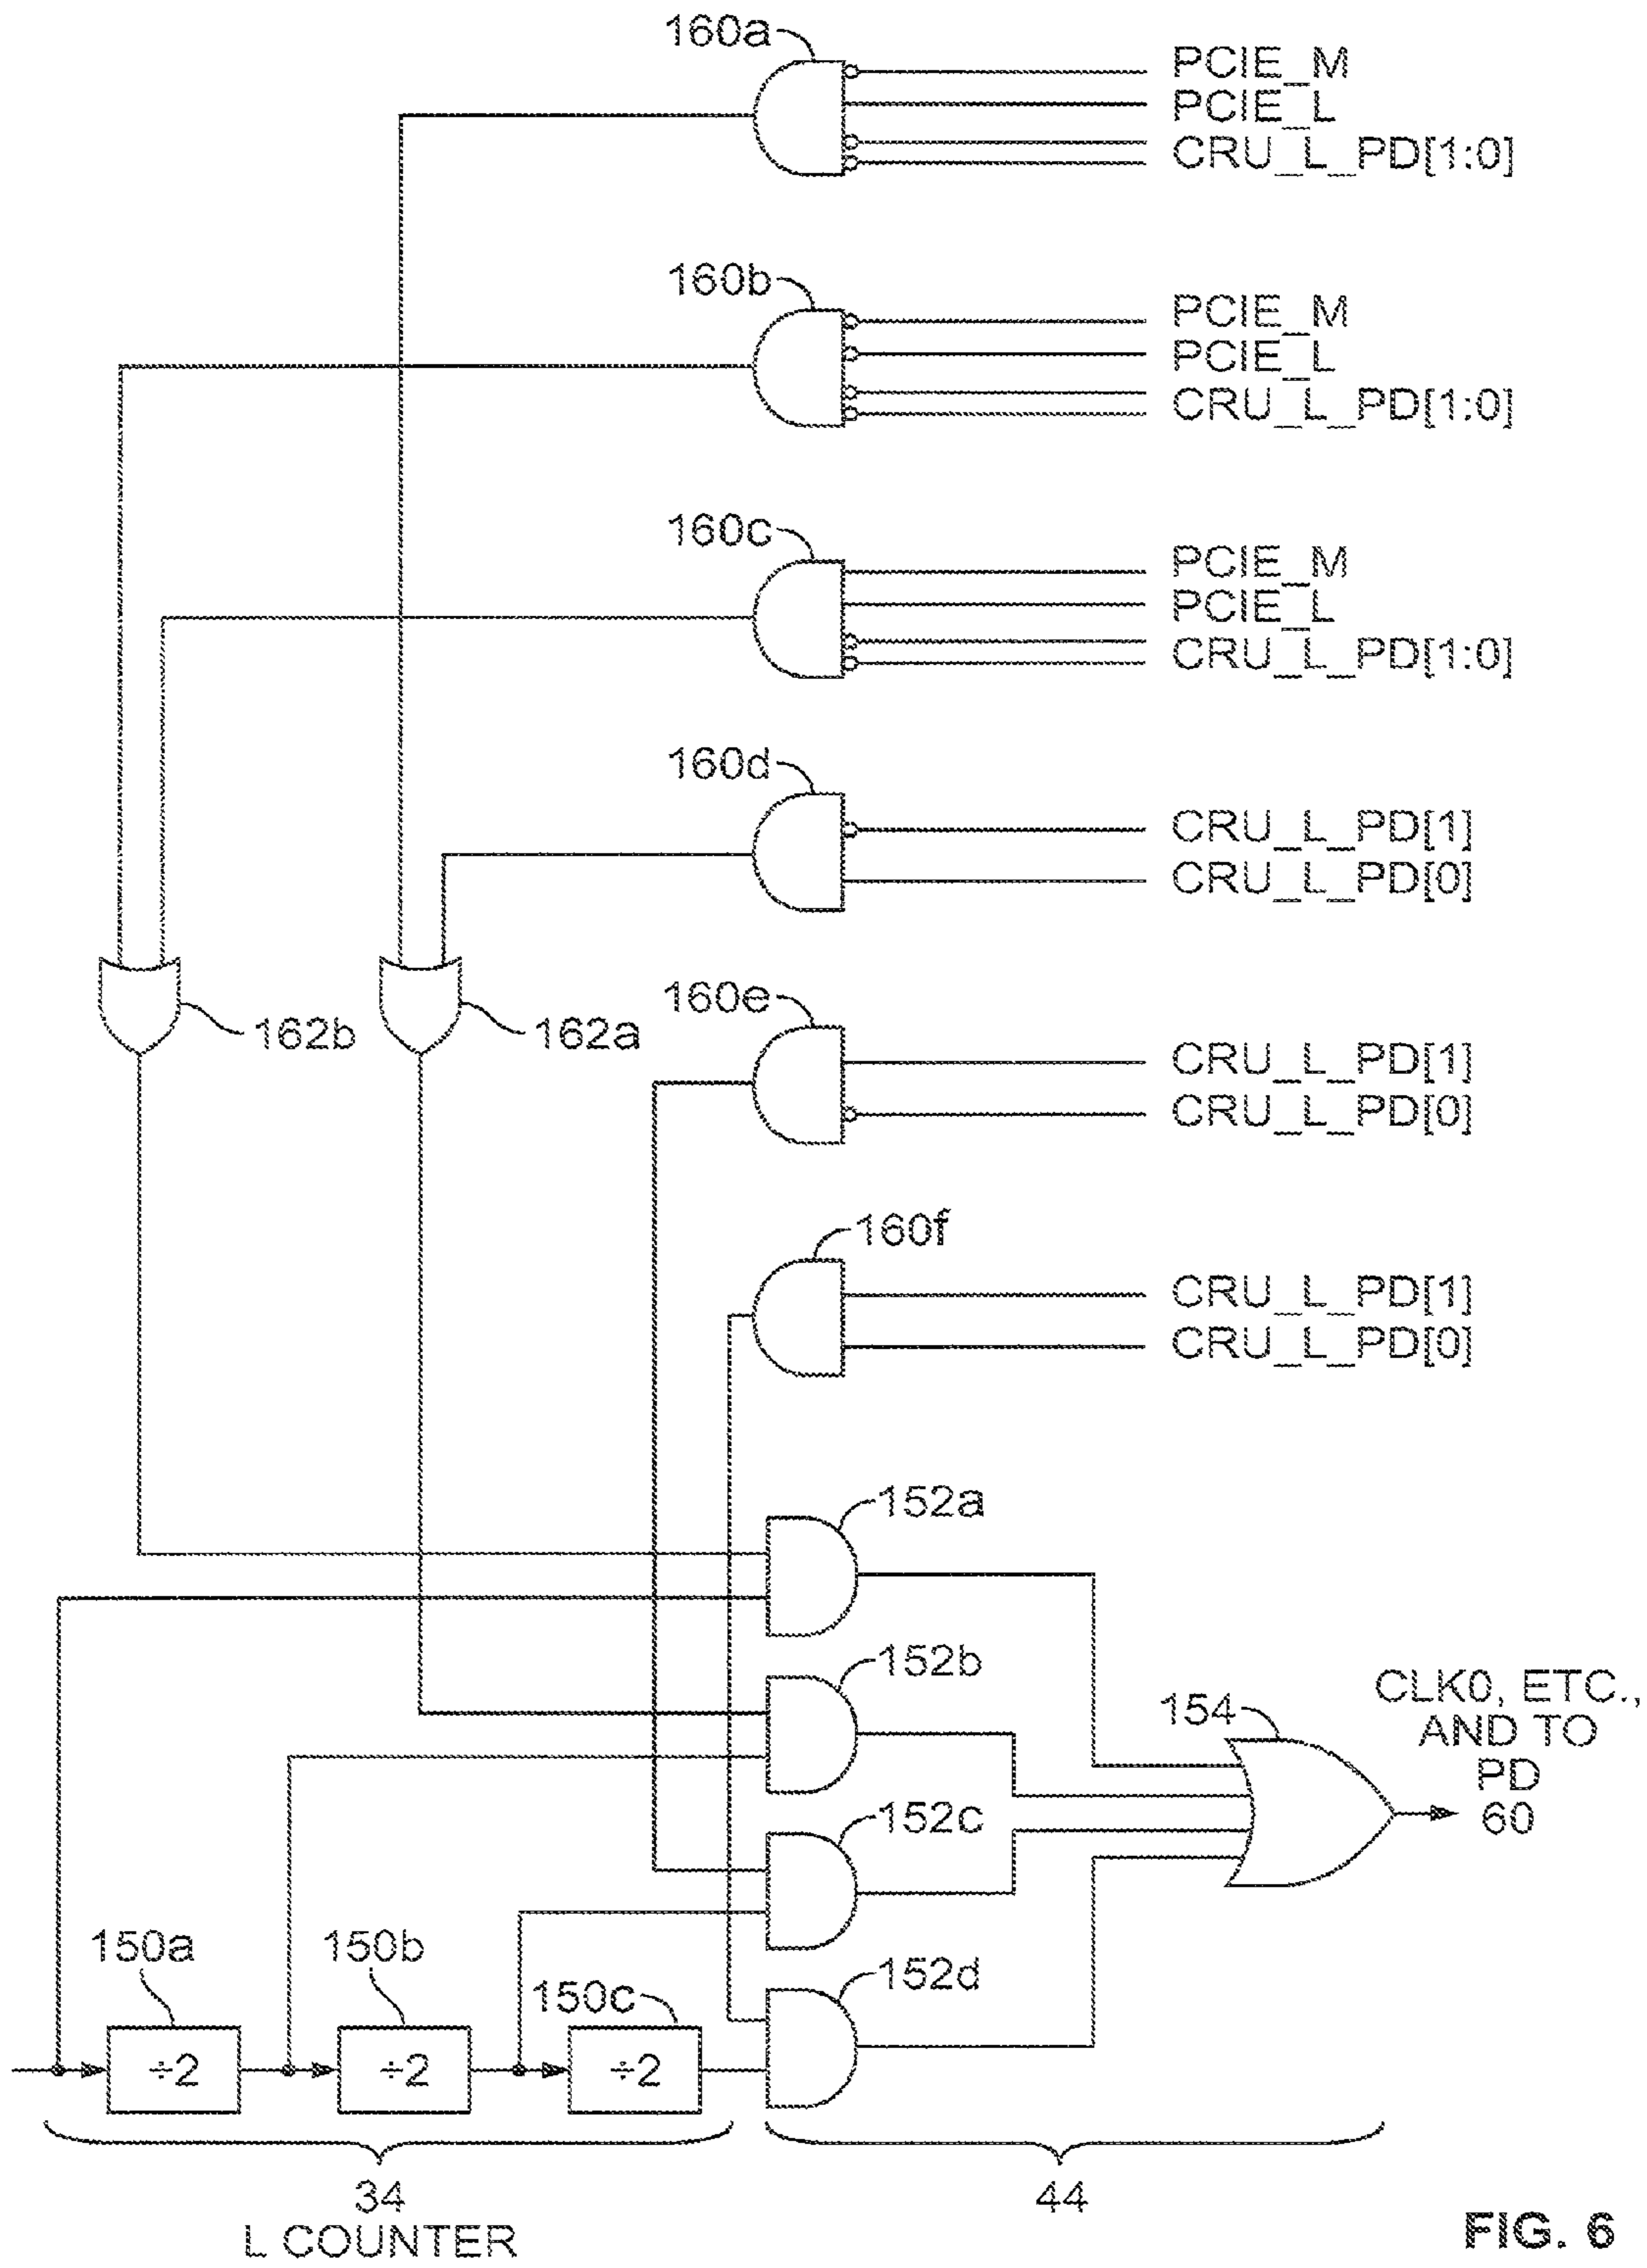 160a
PCIE_M
PCIE_L
CRU_L_PD[1:0]
160b
PCIE_M
PCIE_L
CRU_L_PD[1:0]
160c
PCIE_M
PCIE_L
CRU_L_PD[1:0]
160d
CRU_L_PD[1]
CRU_L_PD[0]
162b
162a
160e
CRU_L_PD[1]
CRU_L_PD[0]
160f
CRU_L_PD[1]
CRU_L_PD[0]
152a
152b
154
CLK0, ETC.,
AND TO
PD
60
152c
150a
150b
150c
152d
÷2
÷2
÷2
34
L COUNTER
44
FIG. 6